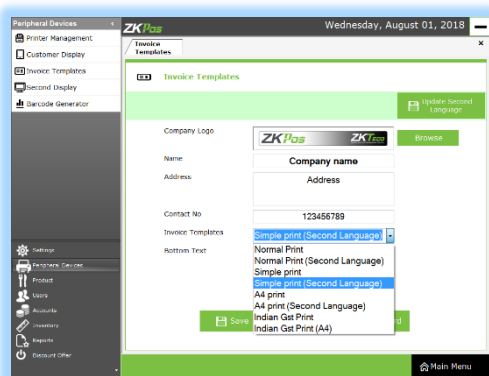 Peripheral Devices
Printer Management
Customer Display
Invoice Templates
Second Display
Barcode Generator
Settings
Peripheral Devices
Product
Users
Accounts
Inventory
Reports
Discount Offer
ZKPos
Wednesday, August 01, 2018
Invoice
Templates
x
Invoice Templates
Update Second
Language
Company Logo
ZKPos
ZKTeco
Browse
Name
Company name
Address
Address
Contact No
123456789
Invoice Templates
Simple print (Second Language)
Bottom Text
Normal Print
Normal Print (Second Language)
Simple print
Simple print (Second Language)
A4 print
A4 print (Second Language)
Indian Gst Print
Indian Gst Print (A4)
Save
Main Menu